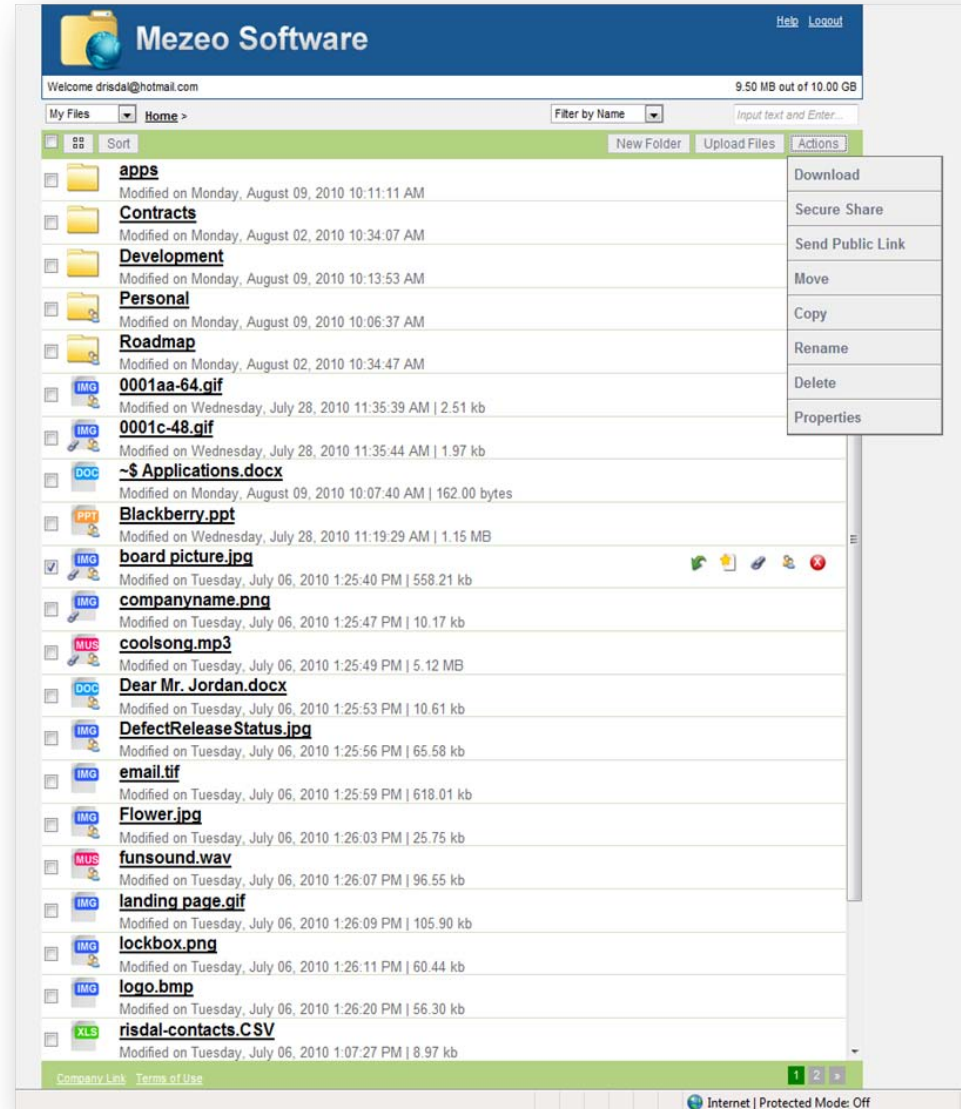 Help Logout
Mezeo Software
Welcome drisdal@hotmail.com 9.50 MB out of 10.00 GB
My Files Home > Filter by Name Input text and Enter...
Sort New Folder Upload Files Actions
Download
Secure Share
Send Public Link
Move
Copy
Rename
Delete
Properties
apps
Modified on Monday, August 09, 2010 10:11:11 AM
Contracts
Modified on Monday, August 02, 2010 10:34:07 AM
Development
Modified on Monday, August 09, 2010 10:13:53 AM
Personal
Modified on Monday, August 09, 2010 10:06:37 AM
Roadmap
Modified on Monday, August 02, 2010 10:34:47 AM
IMG 0001aa-64.gif
Modified on Wednesday, July 28, 2010 11:35:39 AM | 2.51 kb
IMG 0001c-48.gif
Modified on Wednesday, July 28, 2010 11:35:44 AM | 1.97 kb
DOC ~$ Applications.docx
Modified on Monday, August 09, 2010 10:07:40 AM | 162.00 bytes
PPT Blackberry.ppt
Modified on Wednesday, July 28, 2010 11:19:29 AM | 1.15 MB
IMG board picture.jpg
Modified on Tuesday, July 06, 2010 1:25:40 PM | 558.21 kb
IMG companyname.png
Modified on Tuesday, July 06, 2010 1:25:47 PM | 10.17 kb
MUS coolsong.mp3
Modified on Tuesday, July 06, 2010 1:25:49 PM | 5.12 MB
DOC Dear Mr. Jordan.docx
Modified on Tuesday, July 06, 2010 1:25:53 PM | 10.61 kb
IMG DefectReleaseStatus.jpg
Modified on Tuesday, July 06, 2010 1:25:56 PM | 65.58 kb
IMG email.tif
Modified on Tuesday, July 06, 2010 1:25:59 PM | 618.01 kb
IMG Flower.jpg
Modified on Tuesday, July 06, 2010 1:26:03 PM | 25.75 kb
MUS funsound.wav
Modified on Tuesday, July 06, 2010 1:26:07 PM | 96.55 kb
IMG landing page.gif
Modified on Tuesday, July 06, 2010 1:26:09 PM | 105.90 kb
IMG lockbox.png
Modified on Tuesday, July 06, 2010 1:26:11 PM | 60.44 kb
IMG logo.bmp
Modified on Tuesday, July 06, 2010 1:26:20 PM | 56.30 kb
XLS risdal-contacts.CSV
Modified on Tuesday, July 06, 2010 1:07:27 PM | 8.97 kb
Company Link Terms of Use 1 2 »
Internet | Protected Mode: Off